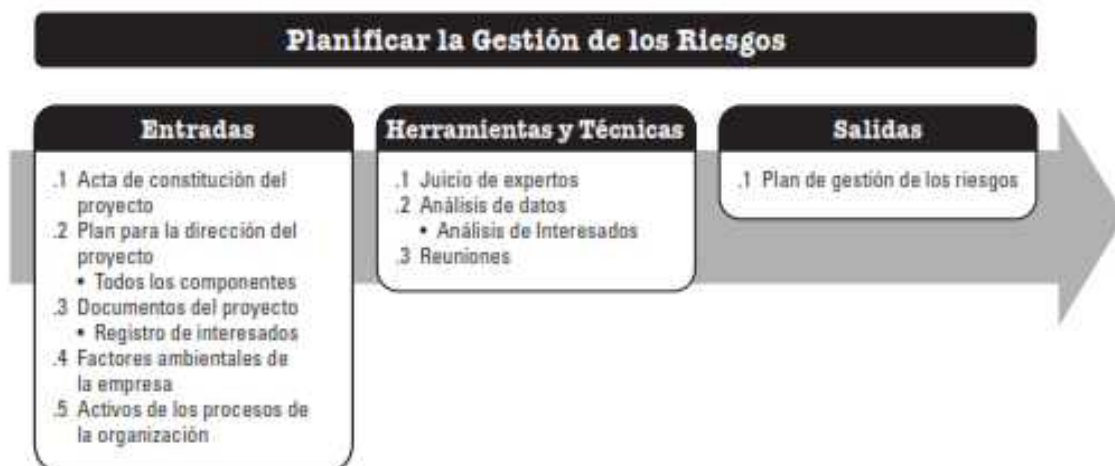 Planificar la Gestión de los Riesgos
Entradas
.1 Acta de constitución del
proyecto
.2 Plan para la dirección del
proyecto
• Todos los componentes
.3 Documentos del proyecto
• Registro de interesados
.4 Factores ambientales de
la empresa
.5 Activos de los procesos de
la organización
Herramientas y Técnicas
.1 Juicio de expertos
.2 Análisis de datos
• Análisis de Interesados
.3 Reuniones
Salidas
.1 Plan de gestión de los riesgos